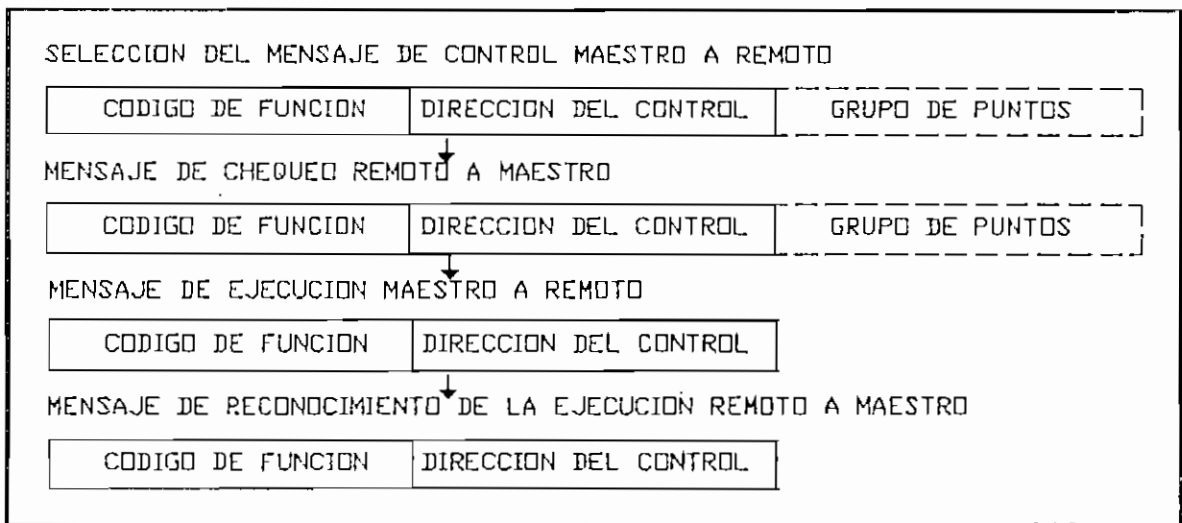 SELECCION DEL MENSAJE DE CONTROL MAESTRO A REMOTO
CODIGO DE FUNCION DIRECCION DEL CONTROL GRUPO DE PUNTOS
MENSAJE DE CHEQUEO REMOTO A MAESTRO
CODIGO DE FUNCION DIRECCION DEL CONTROL GRUPO DE PUNTOS
MENSAJE DE EJECUCION MAESTRO A REMOTO
CODIGO DE FUNCION DIRECCION DEL CONTROL
MENSAJE DE RECONOCIMIENTO DE LA EJECUCION REMOTO A MAESTRO
CODIGO DE FUNCION DIRECCION DEL CONTROL